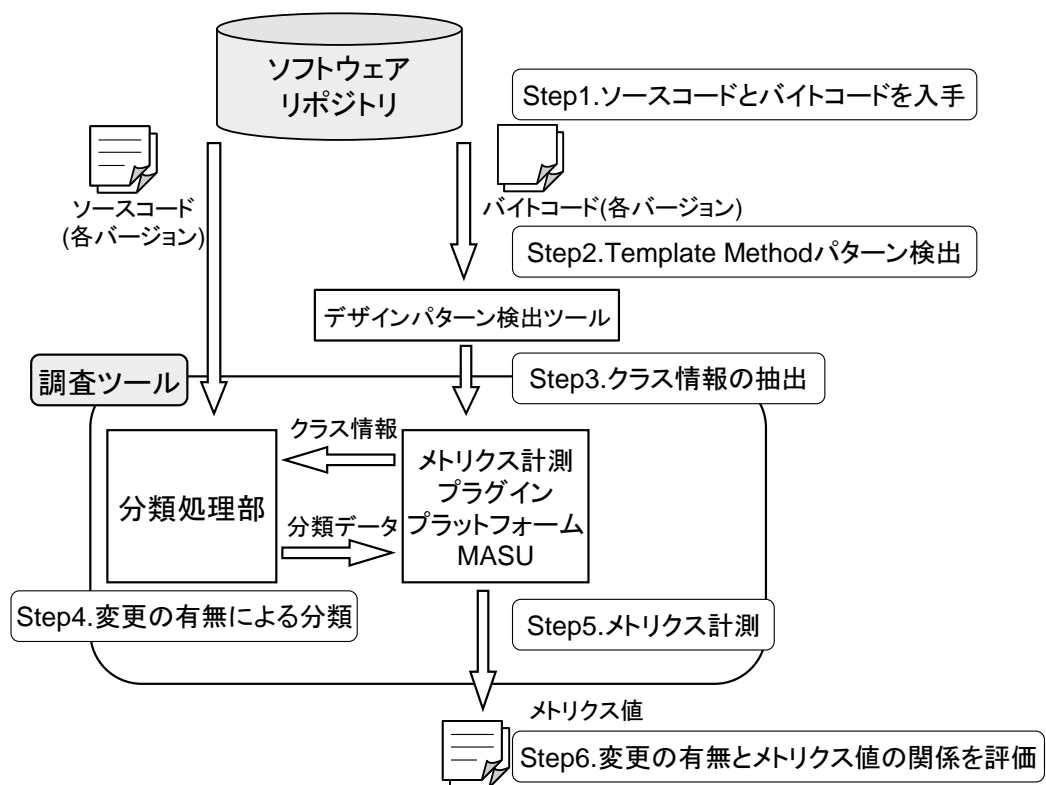 ソフトウェア
リポジトリ
Step1.ソースコードとバイトコードを入手
ソースコード
(各バージョン)
バイトコード(各バージョン)
Step2.Template Methodパターン検出
デザインパターン検出ツール
調査ツール
Step3.クラス情報の抽出
クラス情報
分類処理部
分類データ
メトリクス計測
プラグイン
プラットフォーム
MASU
Step4.変更の有無による分類
Step5.メトリクス計測
メトリクス値
Step6.変更の有無とメトリクス値の関係を評価